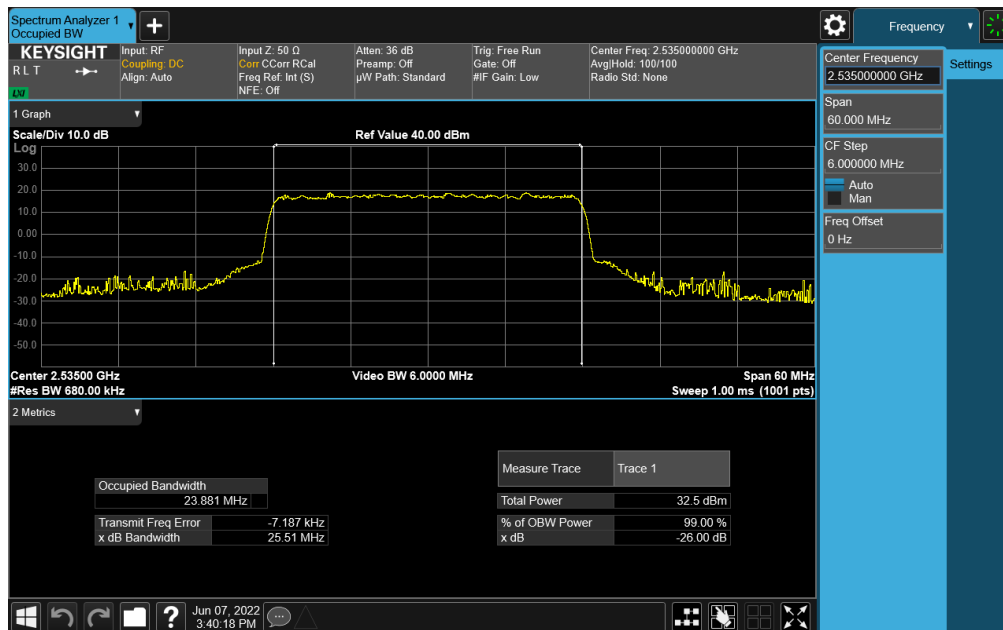 Spectrum Analyzer 1
Occupied BW
Frequency
KEYSIGHT
R L T
LXI
Input: RF
Coupling: DC
Align: Auto
Input Z: 50 Ω
Corr CCorr RCal
Freq Ref: Int (S)
NFE: Off
Atten: 36 dB
Preamp: Off
µW Path: Standard
Trig: Free Run
Gate: Off
#IF Gain: Low
Center Freq: 2.535000000 GHz
Avg|Hold: 100/100
Radio Std: None
Center Frequency
2.535000000 GHz
Settings
Span
60.000 MHz
CF Step
6.000000 MHz
Auto
Man
Freq Offset
0 Hz
1 Graph
Scale/Div 10.0 dB
Ref Value 40.00 dBm
Log
30.0
20.0
10.0
0.00
-10.0
-20.0
-30.0
-40.0
-50.0
Center 2.53500 GHz
Video BW 6.0000 MHz
Span 60 MHz
#Res BW 680.00 kHz
Sweep 1.00 ms (1001 pts)
2 Metrics
Measure Trace Trace 1
Occupied Bandwidth
23.881 MHz
Total Power 32.5 dBm
Transmit Freq Error -7.187 kHz
% of OBW Power 99.00 %
x dB Bandwidth 25.51 MHz
x dB -26.00 dB
Jun 07, 2022
3:40:18 PM